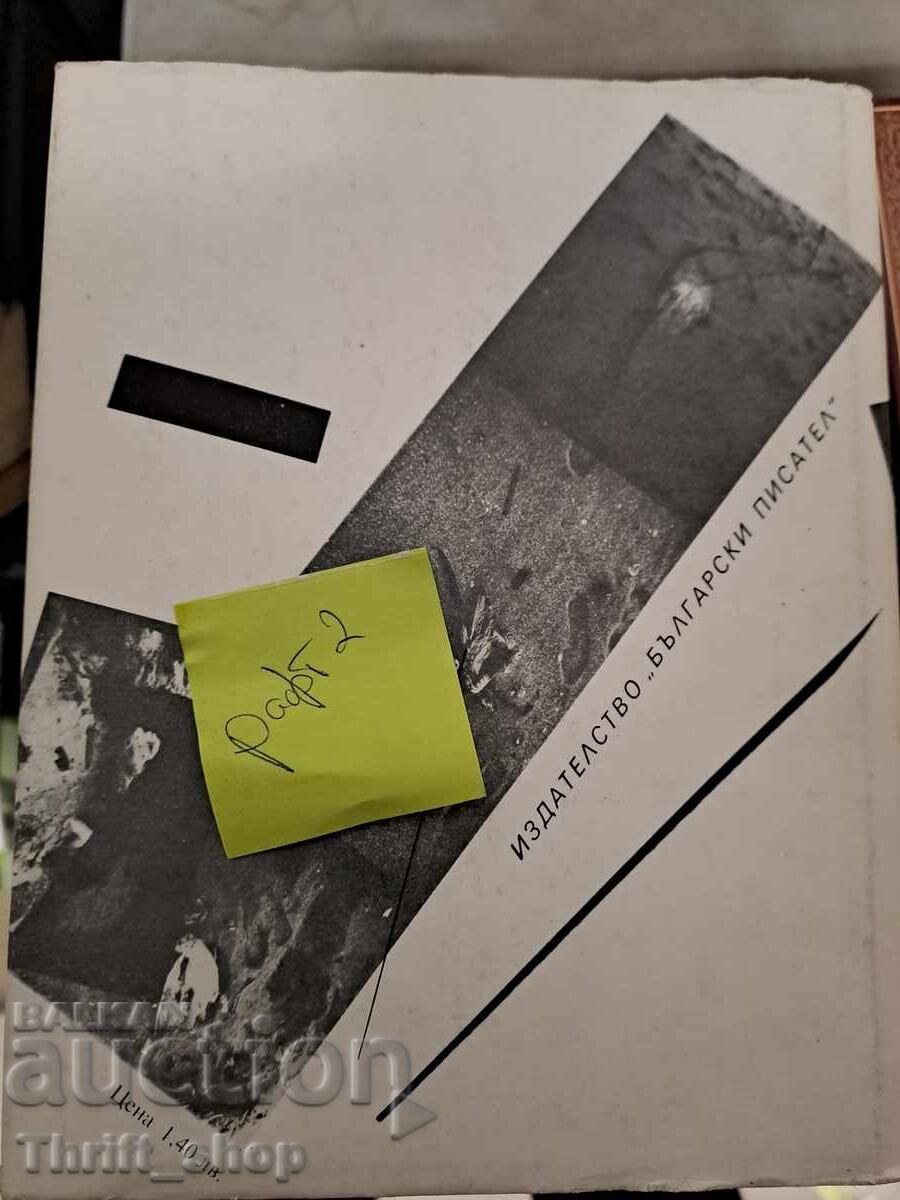 ИЗДАТЕЛСТВО „БЪЛГАРСКИ ПИСАТЕЛ“
рафт 2
BALKAN
auction
Цена 1,40 лв.
Thrift_shop